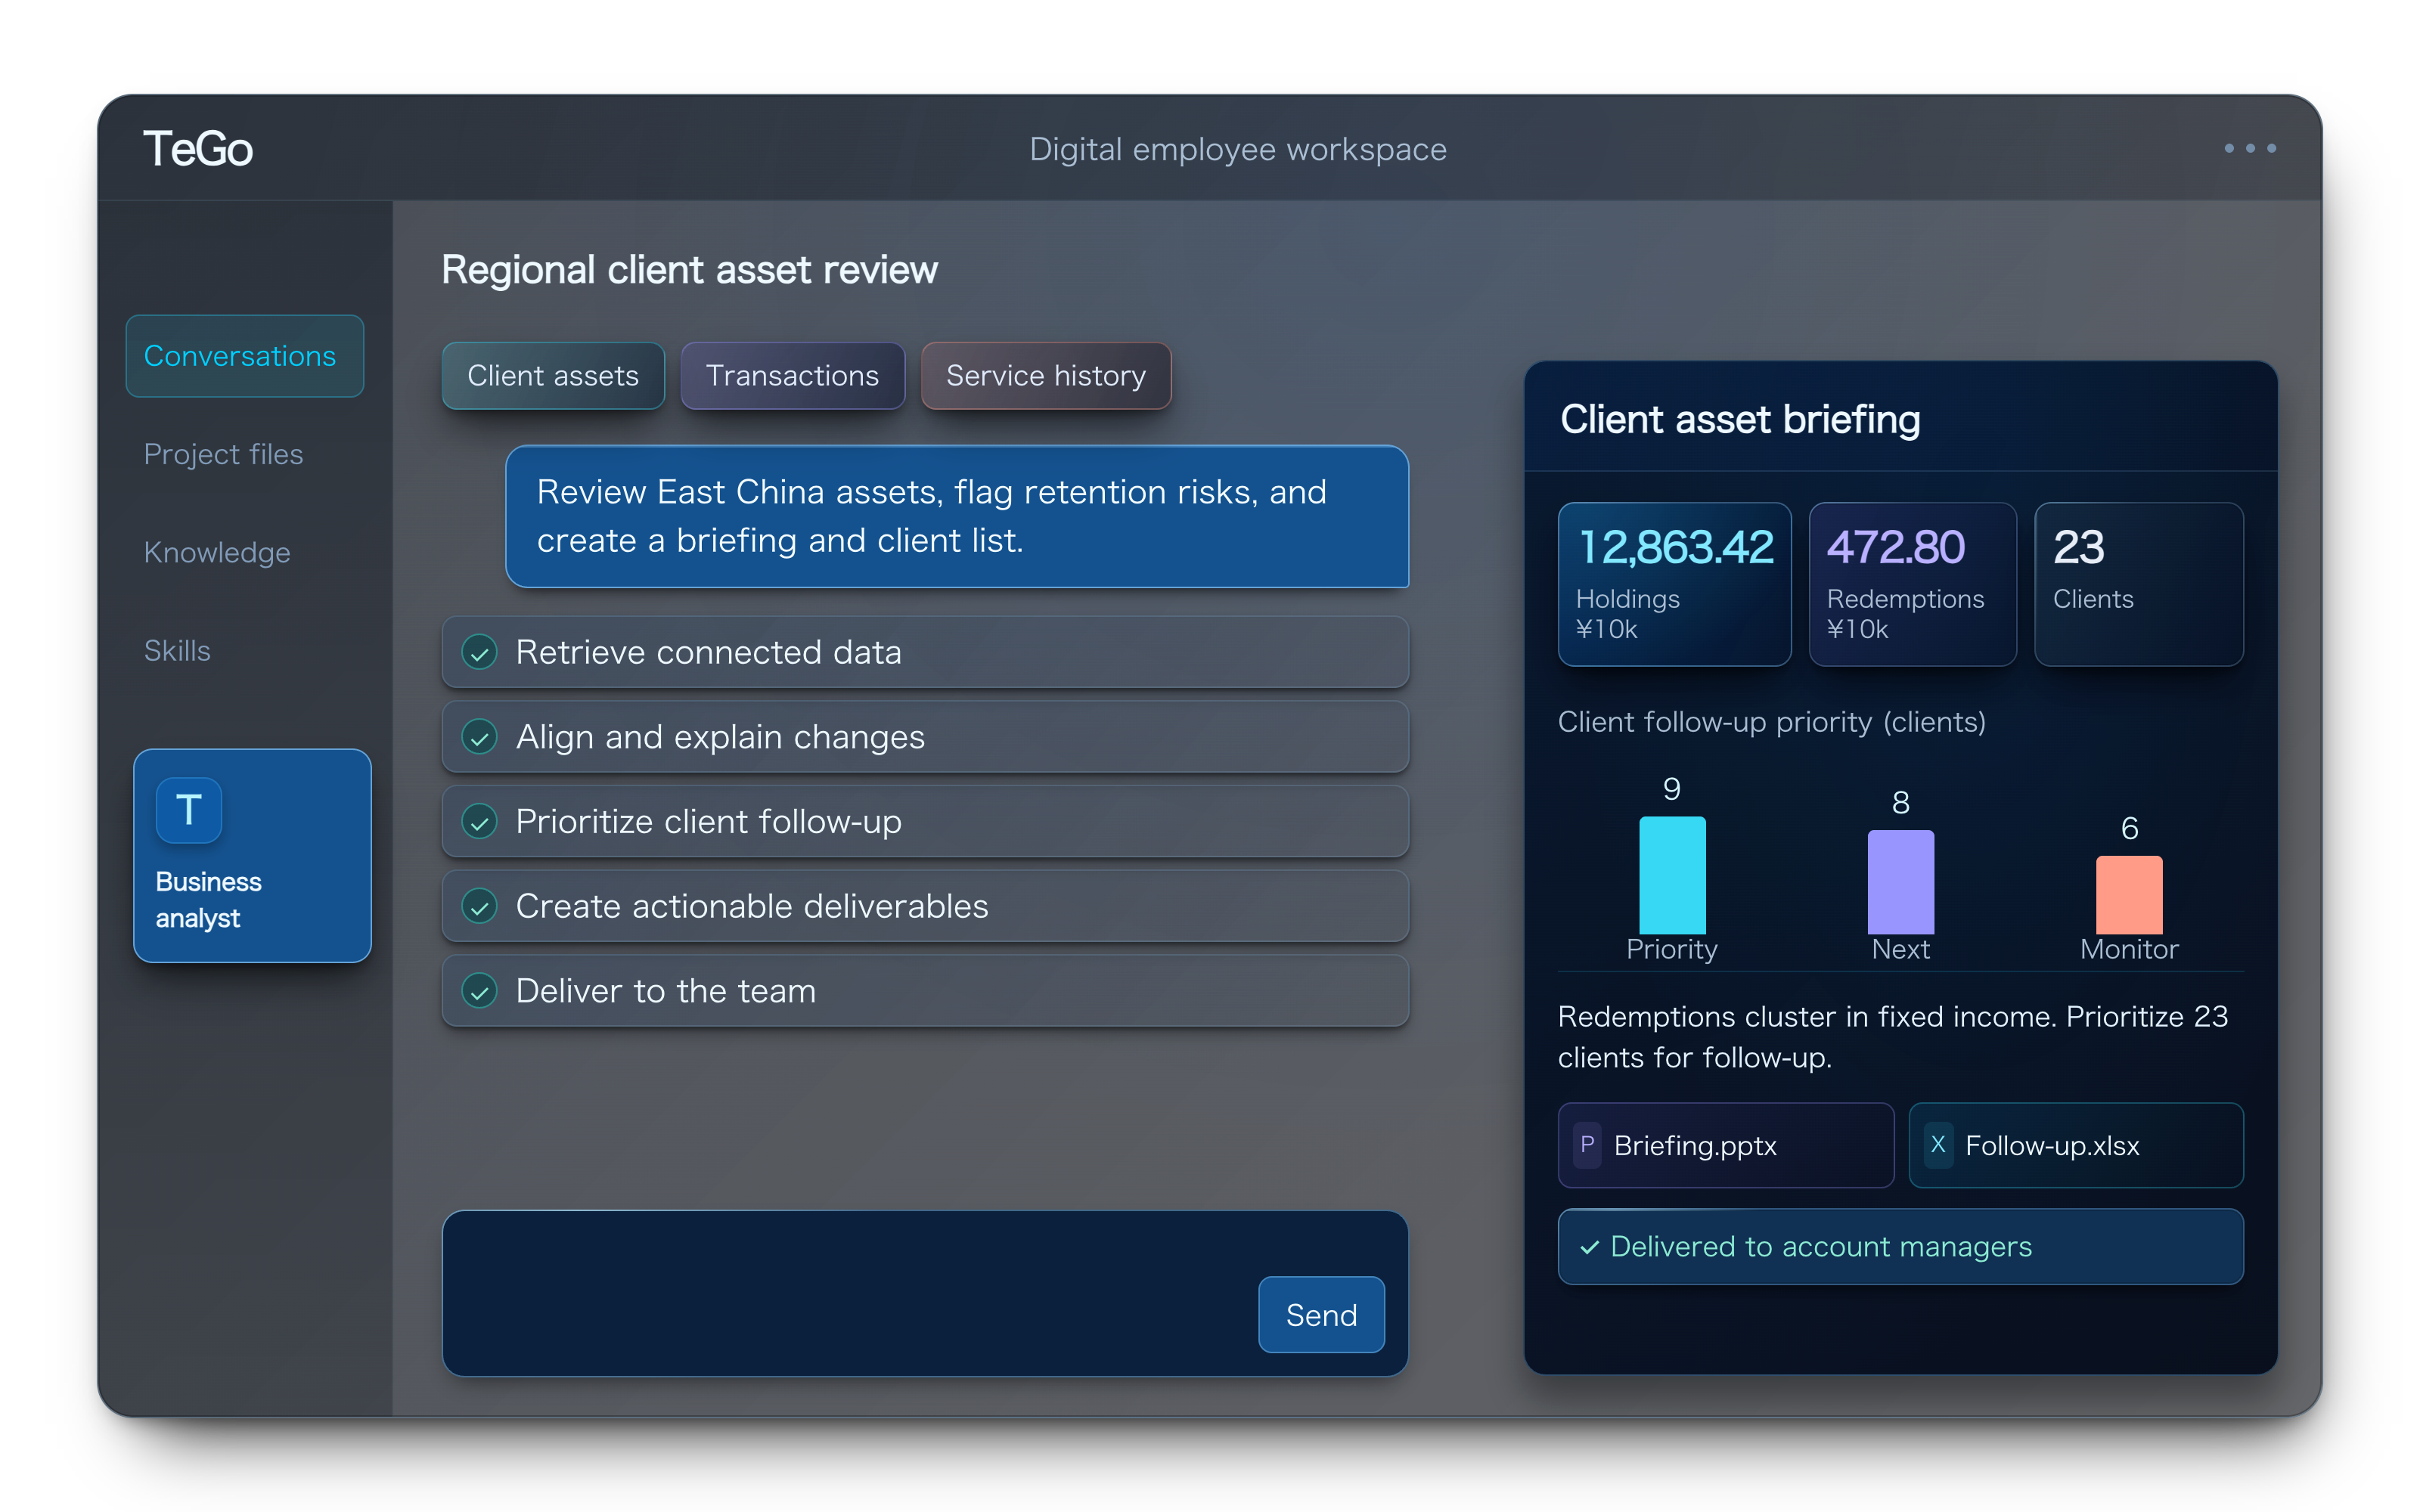 TeGo
Digital employee workspace
Conversations
Project files
Knowledge
Skills
T
Business
analyst
Regional client asset review
Client assets
Transactions
Service history
Review East China assets, flag retention risks, and
create a briefing and client list.
Retrieve connected data
Align and explain changes
Prioritize client follow-up
Create actionable deliverables
Deliver to the team
Send
Client asset briefing
12,863.42
Holdings
¥10k
472.80
Redemptions
¥10k
23
Clients
Client follow-up priority (clients)
9
8
6
Priority
Next
Monitor
Redemptions cluster in fixed income. Prioritize 23
clients for follow-up.
P
Briefing.pptx
X
Follow-up.xlsx
Delivered to account managers